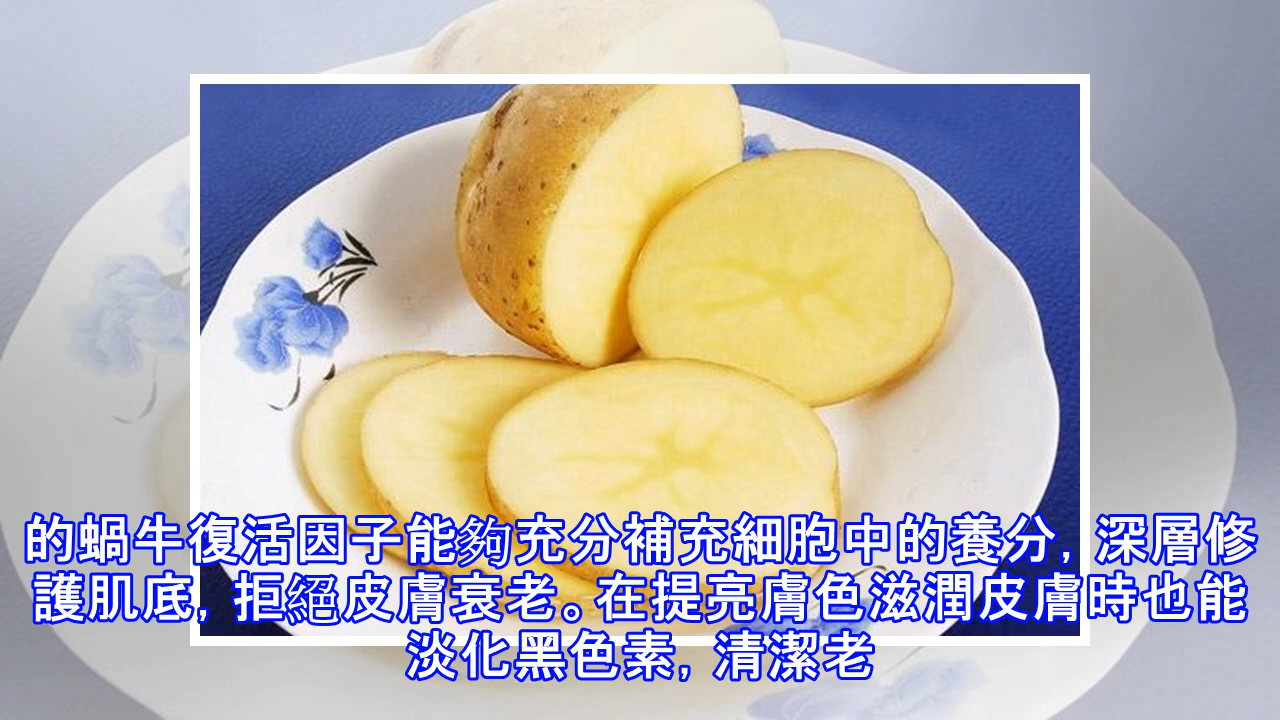 的蝸牛復活因子能夠充分補充細胞中的養分, 深層修
護肌底, 拒絕皮膚衰老。在提亮膚色滋潤皮膚時也能
淡化黑色素, 清潔老